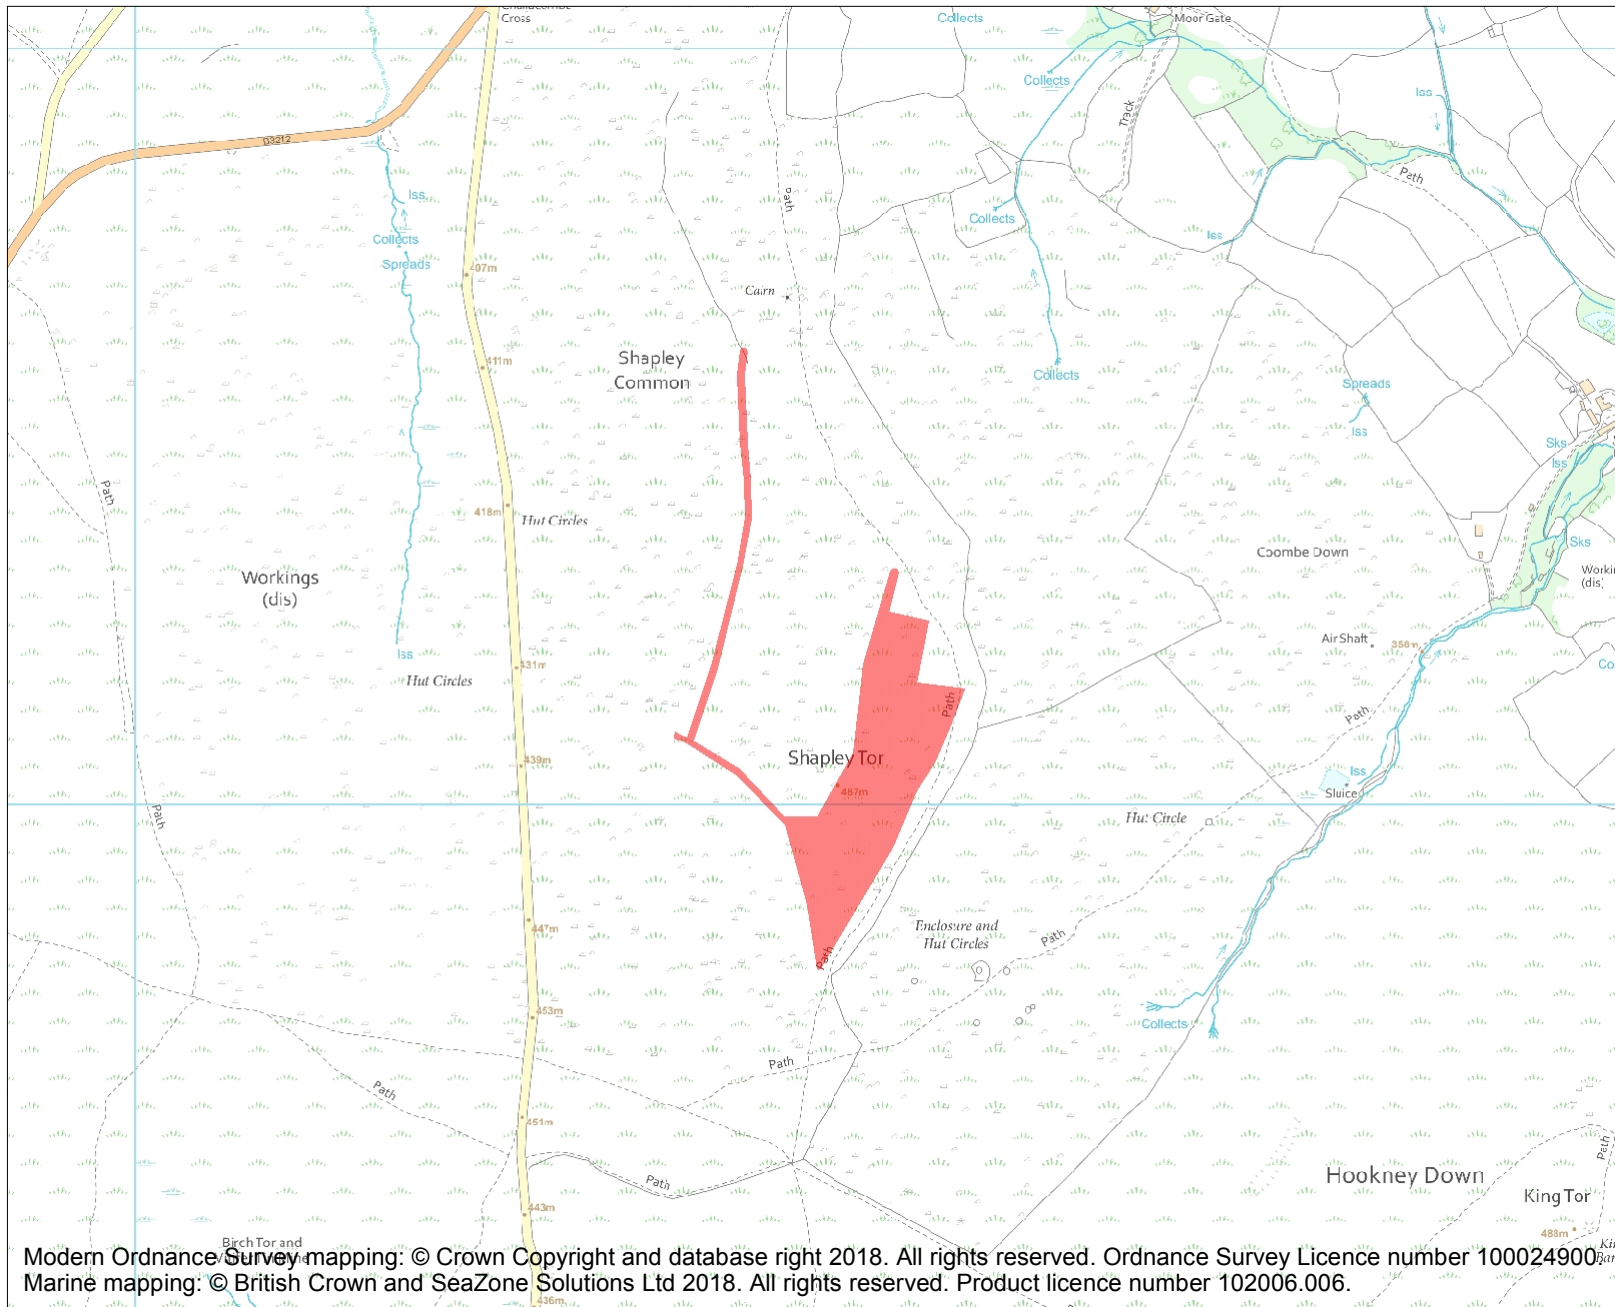 Cross
Collects
Moor Gate
Collects
Iss
Track
Path
Path
Iss
Collects
Collects
Spreads
Iss
407m
Cairn
411m
Shapley
Common
Collects
Spreads
Iss
Sks
Iss
Path
418m
Hut Circles
Sks
Coombe Down
Workings
(dis)
(dis)
Air Shaft
358m
Iss
431m
Hut Circles
Path
Path
439m
Shapley Tor
487m
Iss
Sluice
Path
Hut Circle
447m
Enclosure and
Hut Circles
Path
Path
453m
Collects
Path
Path
451m
Path
Path
Hookney Down
King Tor
443m
488m
Birch Tor and
Modern Ordnance Survey mapping: © Crown Copyright and database right 2018. All rights reserved. Ordnance Survey Licence number 100024900.
Marine mapping: © British Crown and SeaZone Solutions Ltd 2018. All rights reserved. Product licence number 102006.006.
436m